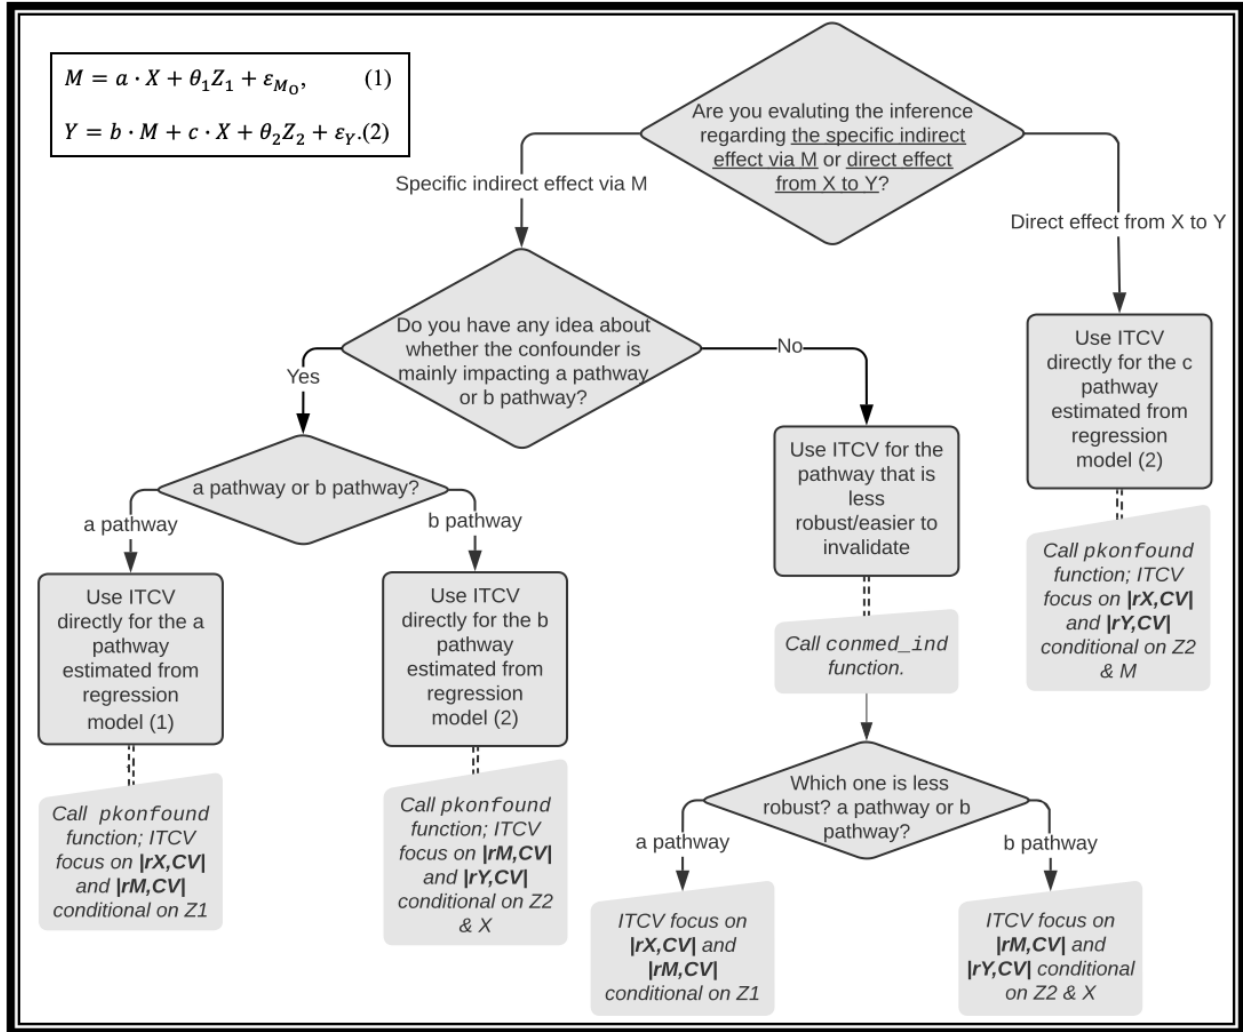 M = a · X + θ₁Z₁ + ε_{M₀}, (1)
Y = b · M + c · X + θ₂Z₂ + ε_Y.(2)
Are you evaluting the inference
regarding the specific indirect
effect via M or direct effect
from X to Y?
Specific indirect effect via M
Direct effect from X to Y
Do you have any idea about
whether the confounder is
mainly impacting a pathway
or b pathway?
Yes
No
Use ITCV
directly for the c
pathway
estimated from
regression
model (2)
Call pkonfound
function; ITCV
focus on |rX,CV|
and |rY,CV|
conditional on Z2
& M
a pathway or b pathway?
a pathway
b pathway
Use ITCV
directly for the a
pathway
estimated from
regression
model (1)
Call pkonfound
function; ITCV
focus on |rX,CV|
and |rM,CV|
conditional on Z1
Use ITCV
directly for the b
pathway
estimated from
regression
model (2)
Call pkonfound
function; ITCV
focus on |rM,CV|
and |rY,CV|
conditional on Z2
& X
Use ITCV for the
pathway that is
less
robust/easier to
invalidate
Call conmed_ind
function.
Which one is less
robust? a pathway or b
pathway?
a pathway
b pathway
ITCV focus on
|rX,CV| and
|rM,CV|
conditional on Z1
ITCV focus on
|rM,CV| and
|rY,CV| conditional
on Z2 & X